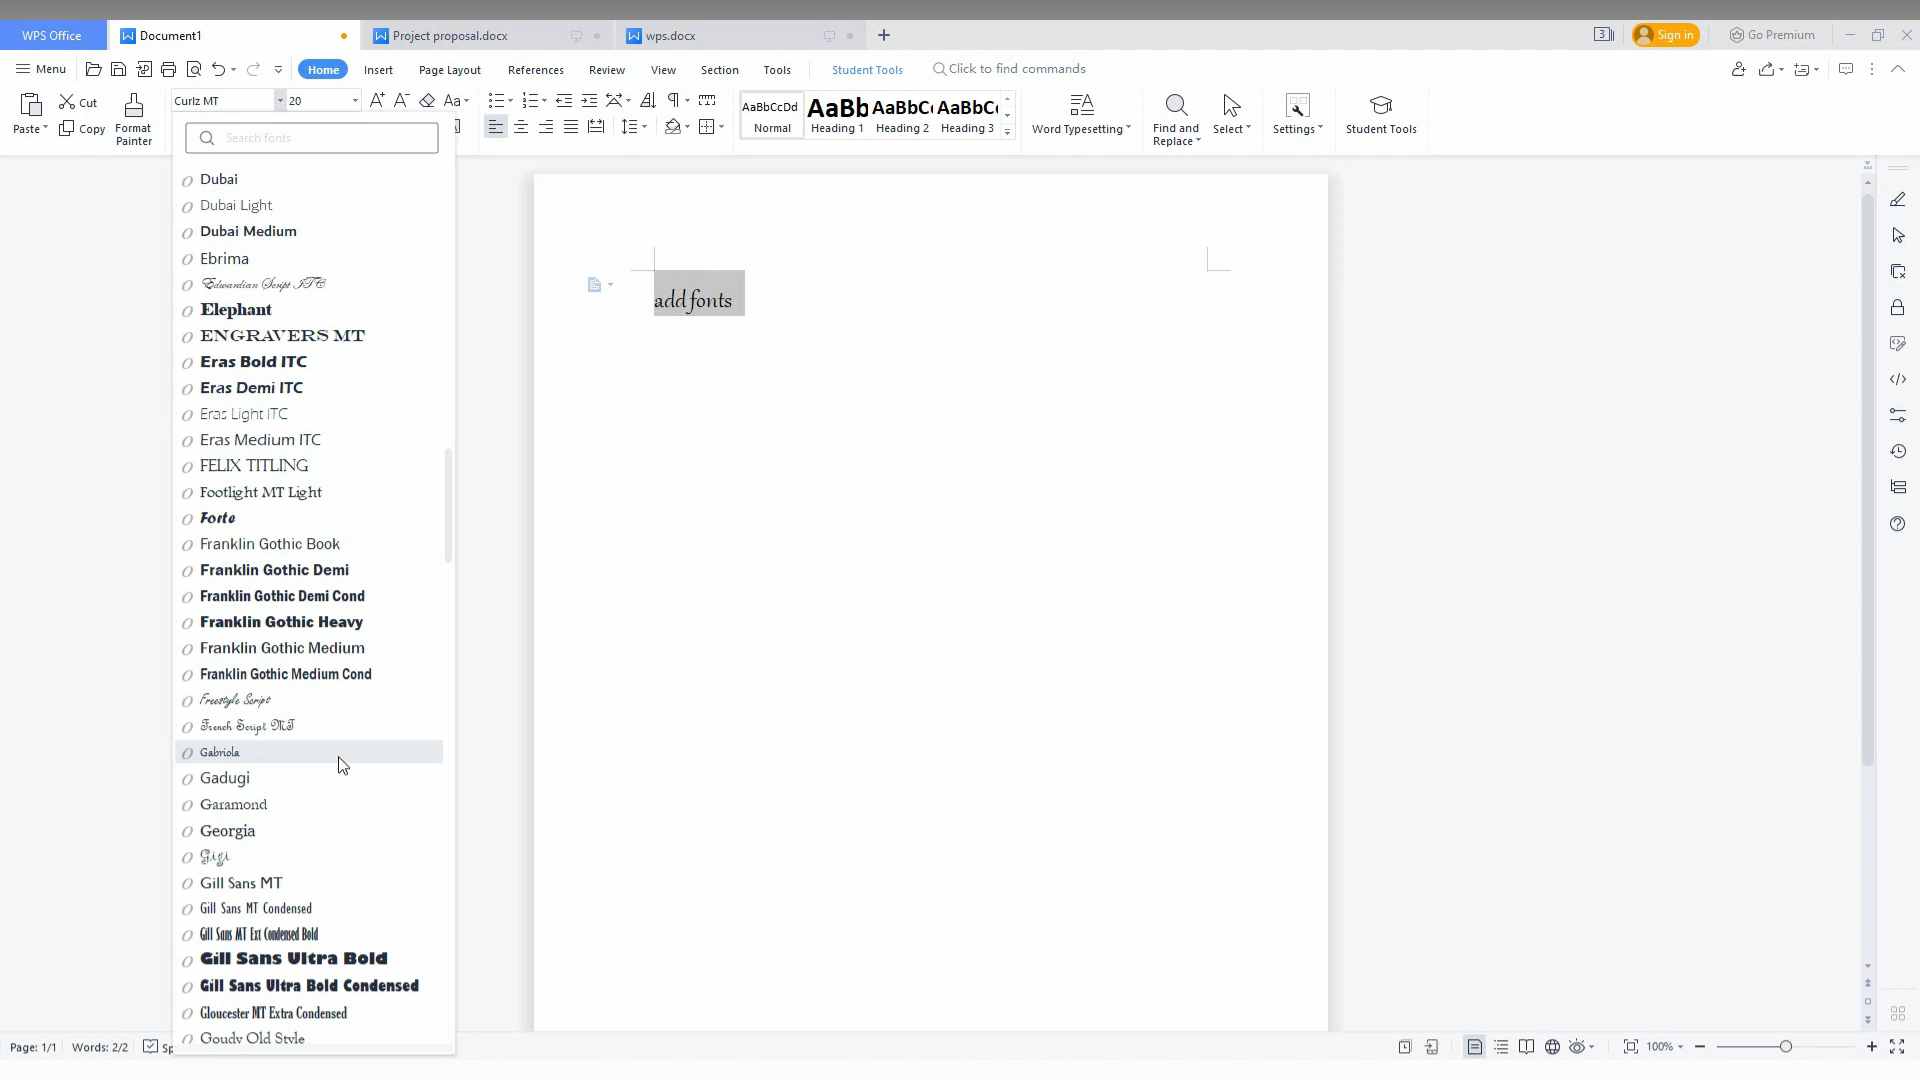 WPS Office
Document1
Project proposal.docx
wps.docx
Sign in
Go Premium
Menu
Home
Insert
Page Layout
References
Review
View
Section
Tools
Student Tools
Click to find commands
Paste
Cut
Copy
Format
Painter
Curlz MT
20
AaBbCcDd
Normal
AaBb
Heading 1
AaBbC
Heading 2
AaBbC
Heading 3
Word Typesetting
Find and
Replace
Select
Settings
Student Tools
Search fonts
Dubai
Dubai Light
Dubai Medium
Ebrima
Edwardian Script ITC
Elephant
ENGRAVERS MT
Eras Bold ITC
Eras Demi ITC
Eras Light ITC
Eras Medium ITC
FELIX TITLING
Footlight MT Light
Forte
Franklin Gothic Book
Franklin Gothic Demi
Franklin Gothic Demi Cond
Franklin Gothic Heavy
Franklin Gothic Medium
Franklin Gothic Medium Cond
Freestyle Script
French Script MT
Gabriola
Gadugi
Garamond
Georgia
Gigi
Gill Sans MT
Gill Sans MT Condensed
Gill Sans MT Ext Condensed Bold
Gill Sans Ultra Bold
Gill Sans Ultra Bold Condensed
Gloucester MT Extra Condensed
Goudy Old Style
add fonts
Page: 1/1
Words: 2/2
Sp
100%